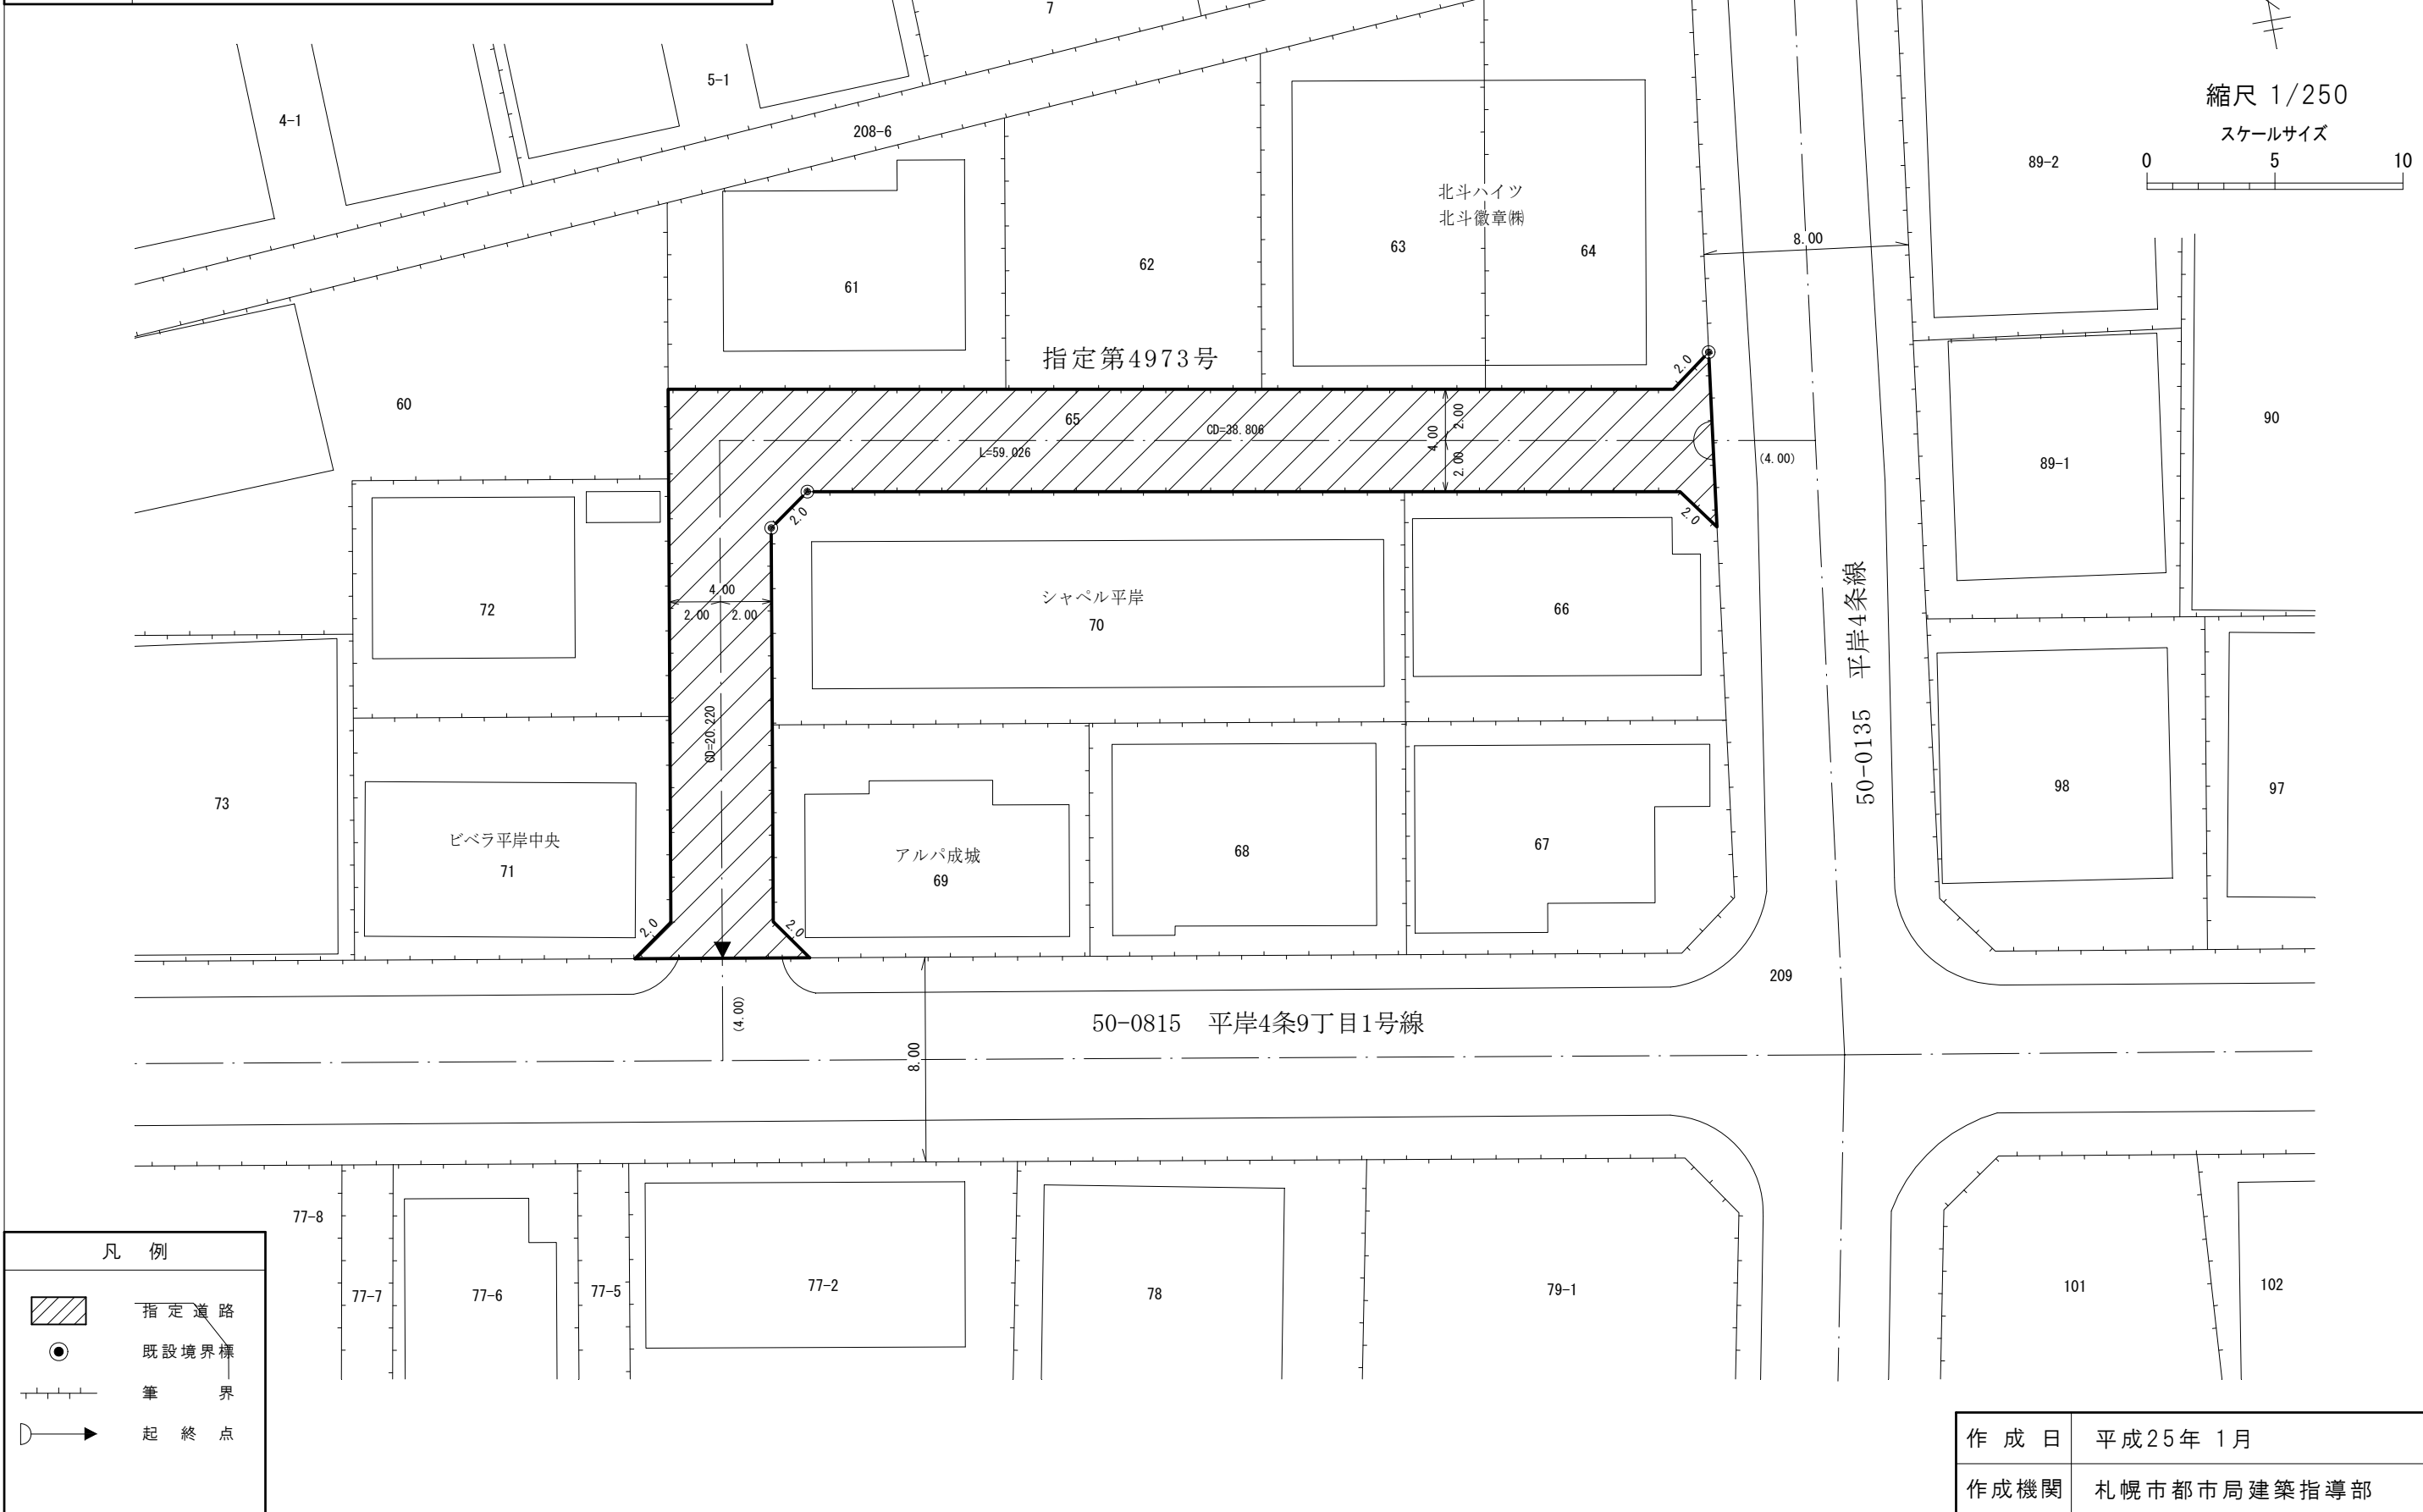 7
5-1
4-1
208-6
縮尺 1/250
スケールサイズ
0 5 10
89-2
北斗ハイツ
北斗徽章㈱
63
64
62
61
8.00
指定第4973号
2.0
60
65
CD=38.806
L=59.026
4.00
2.00
2.00
(4.00)
90
89-1
2.0
2.0
72
4.00
2.00
2.00
シャペル平岸
70
66
50-0135 平岸4条線
CD=20.220
73
ビベラ平岸中央
71
アルパ成城
69
68
67
98
97
2.0
2.0
209
(4.00)
50-0815 平岸4条9丁目1号線
8.00
77-8
77-7
77-6
77-5
77-2
78
79-1
101
102
凡例
指定道路
既設境界標
筆界
起終点
作成日 平成25年 1月
作成機関 札幌市都市局建築指導部